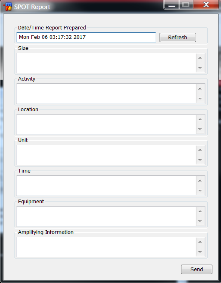 SPOT Report
Date/Time Report Prepared
Mon Feb 06 03:17:02 2017
Refresh
Size
Activity
Location
Unit
Time
Equipment
Amplifying Information
Send